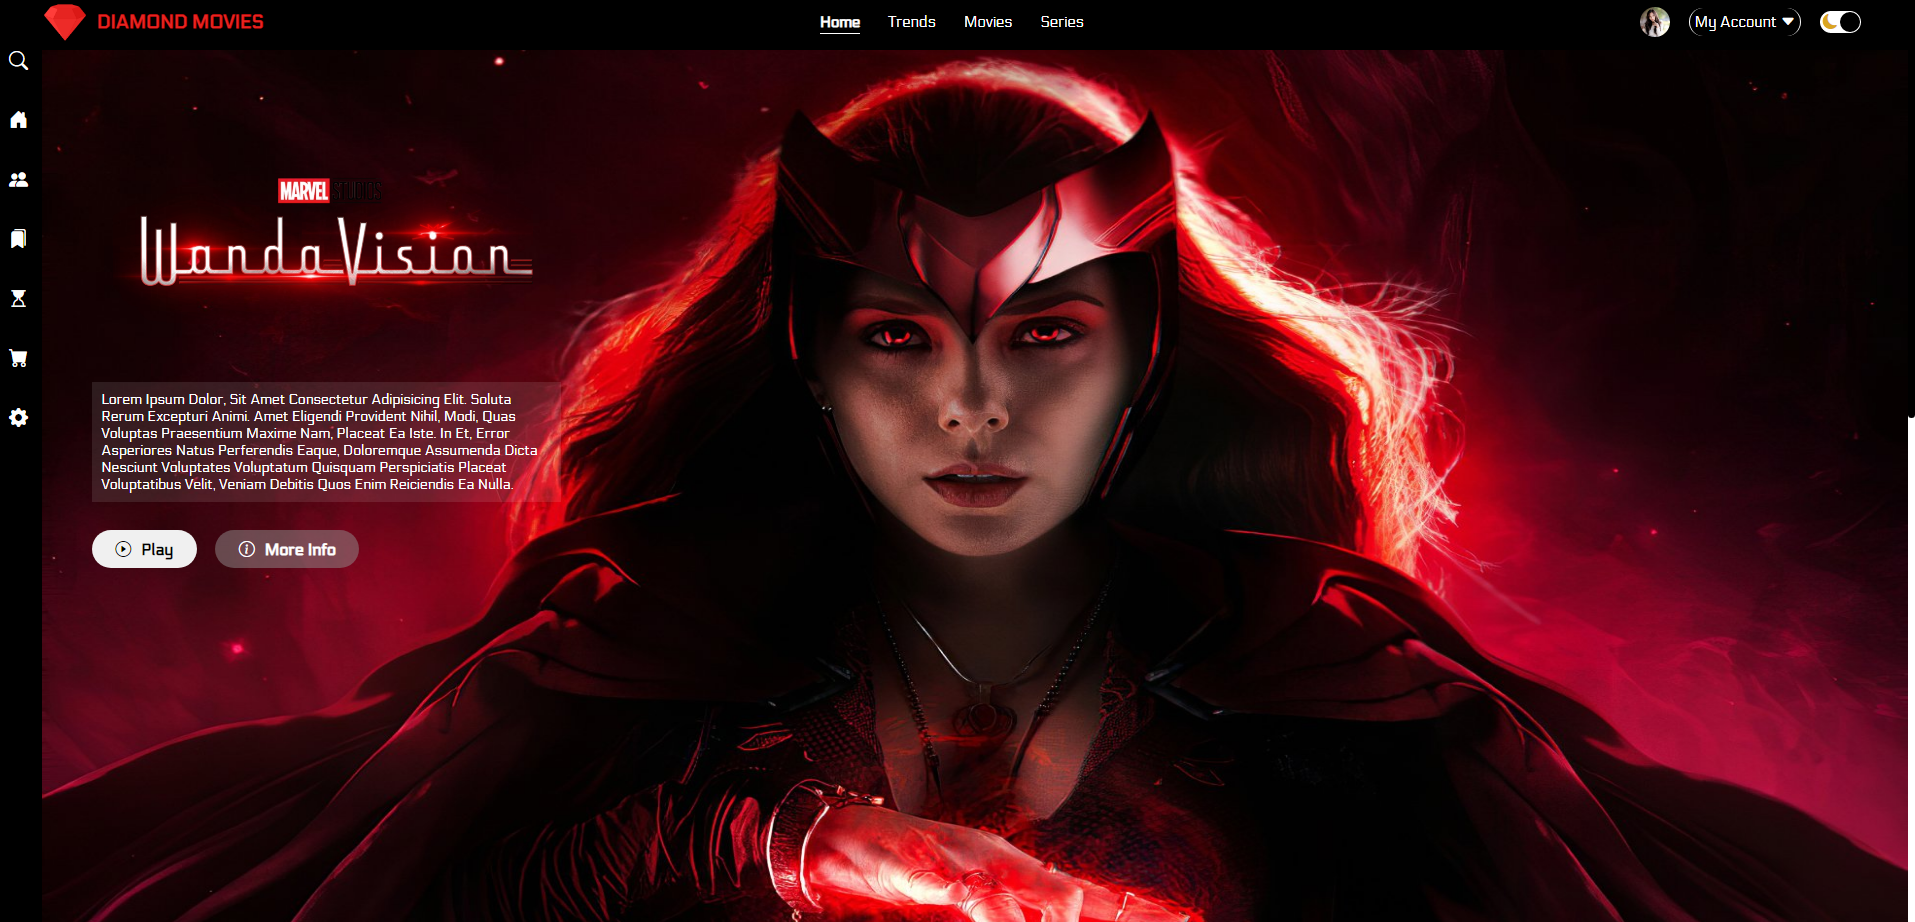 DIAMOND MOVIES
Home Trends Movies Series
My Account
MARVEL STUDIOS
WandaVision
Lorem Ipsum Dolor, Sit Amet Consectetur Adipisicing Elit. Soluta
Rerum Excepturi Animi. Amet Eligendi Provident Nihil, Modi, Quas
Voluptas Praesentium Maxime Nam, Placeat Ea Iste. In Et, Error
Asperiores Natus Perferendis Eaque, Doloremque Assumenda Dicta
Nesciunt Voluptates Voluptatum Quisquam Perspiciatis Placeat
Voluptatibus Velit, Veniam Debitis Quos Enim Reiciendis Ea Nulla.
Play More Info